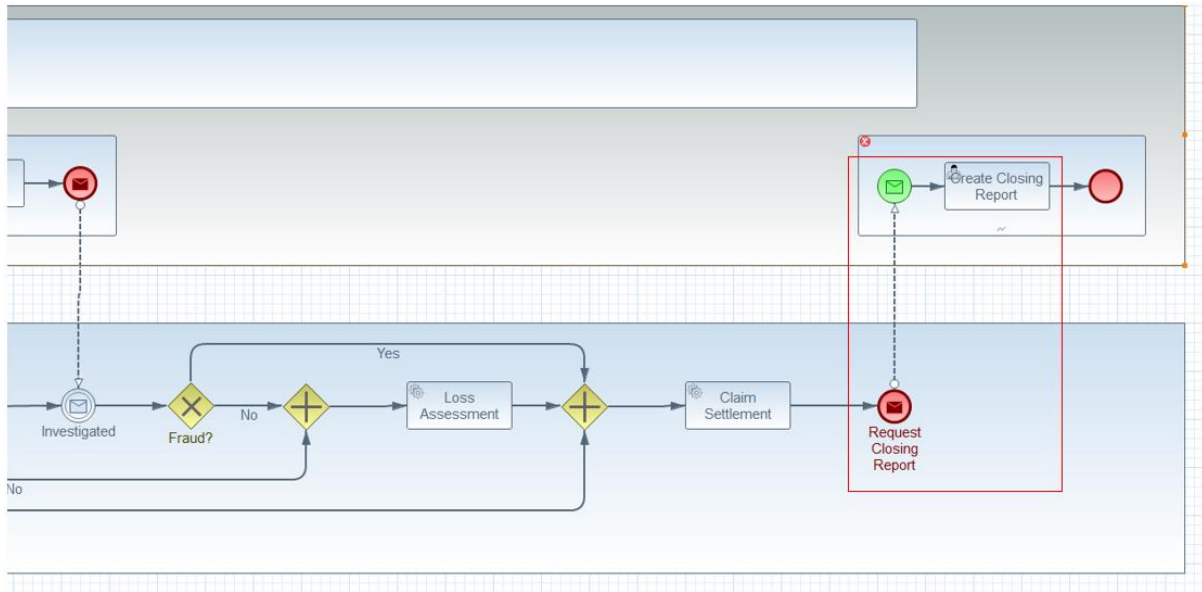 Create Closing
Report
Yes
Investigated
Fraud?
No
Loss
Assessment
Claim
Settlement
Request
Closing
Report
No